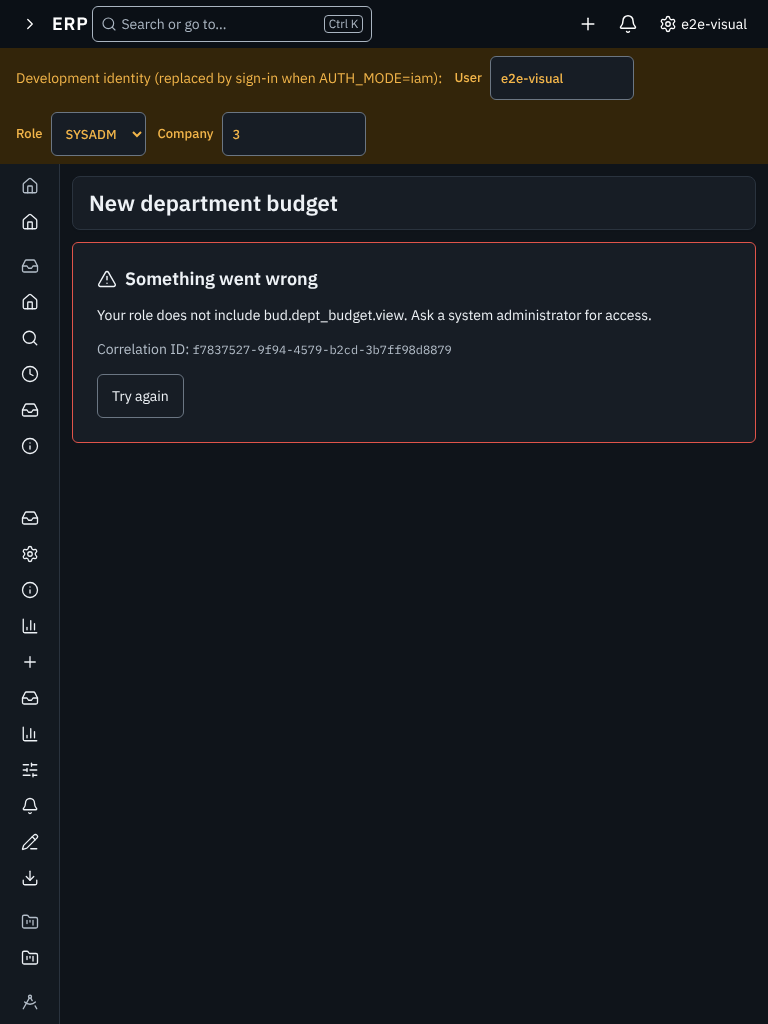 ERP
Search or go to...
Ctrl K
e2e-visual
Development identity (replaced by sign-in when AUTH_MODE=iam): User e2e-visual
Role SYSADM Company 3
New department budget
Something went wrong
Your role does not include bud.dept_budget.view. Ask a system administrator for access.
Correlation ID: f7837527-9f94-4579-b2cd-3b7ff98d8879
Try again